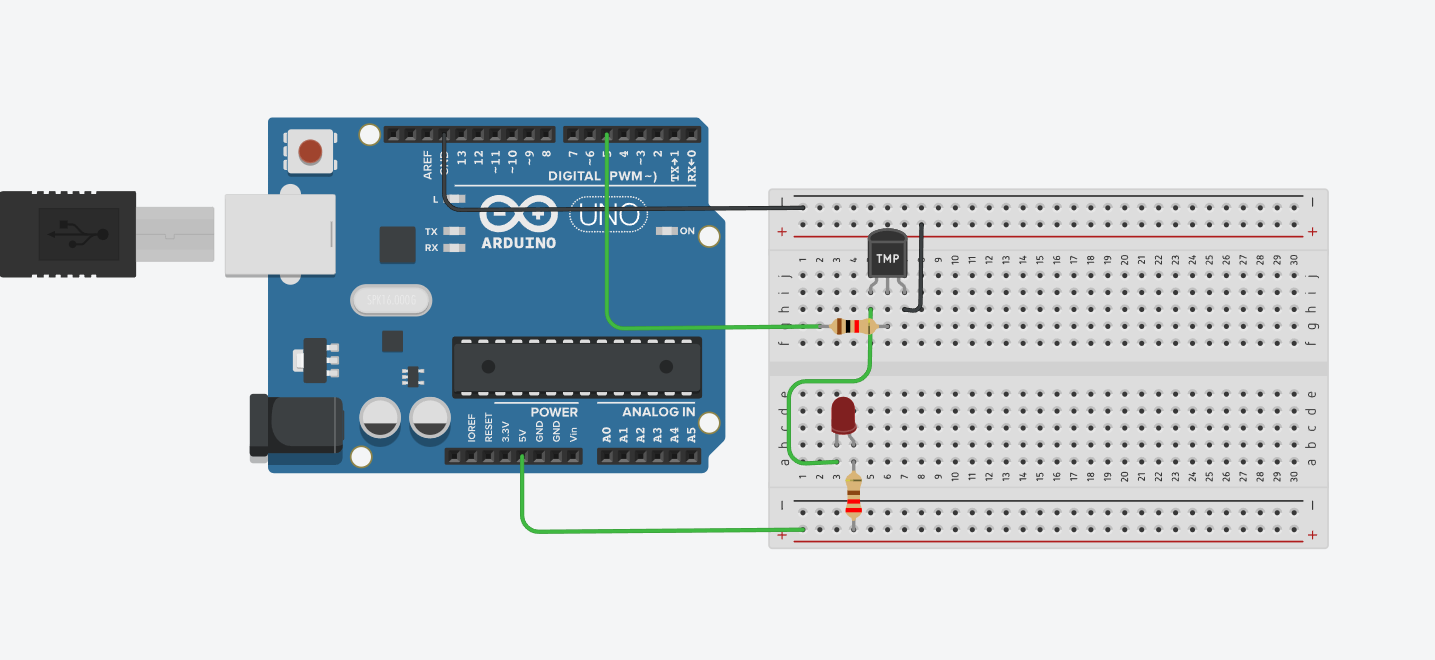 AREF
GND
13
12
~11
~10
~9
8
7
~6
5
4
~3
2
TX→1
RX←0
DIGITAL (PWM~)
L
TX
RX
ARDUINO
UNO
ON
POWER
ANALOG IN
IOREF
RESET
3.3V
5V
GND
GND
Vin
A0
A1
A2
A3
A4
A5
TMP
− −
+ +
1 2 3 4 5 6 7 8 9 10 11 12 13 14 15 16 17 18 19 20 21 22 23 24 25 26 27 28 29 30
j j
i i
h h
g g
f f
e e
d d
c c
b b
a a
1 2 3 4 5 6 7 8 9 10 11 12 13 14 15 16 17 18 19 20 21 22 23 24 25 26 27 28 29 30
− −
+ +